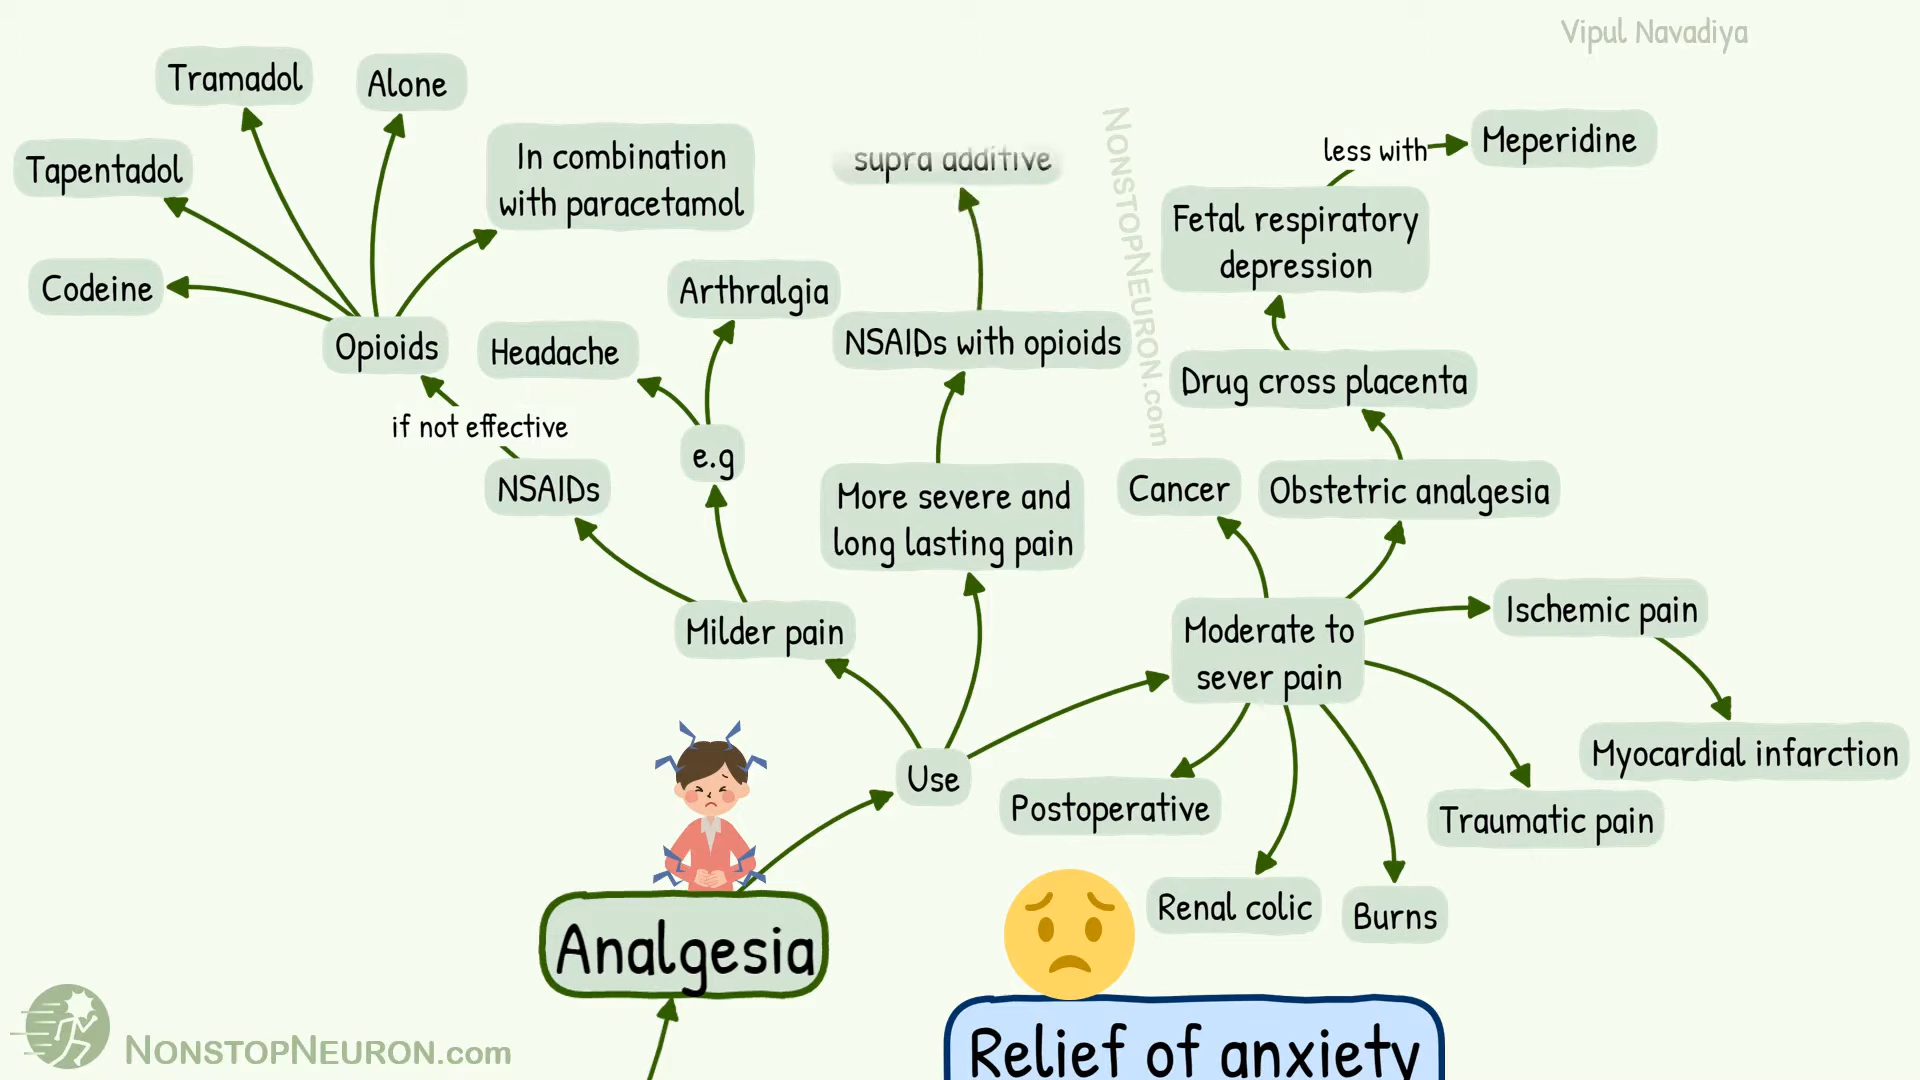 Vipul Navadiya
Tramadol
Alone
Tapentadol
In combination
with paracetamol
Codeine
Opioids
if not effective
NSAIDs
Headache
Arthralgia
e.g
Milder pain
supra additive
NSAIDs with opioids
More severe and
long lasting pain
NONSTOPNEURON.com
less with
Meperidine
Fetal respiratory
depression
Drug cross placenta
Cancer
Obstetric analgesia
Moderate to
sever pain
Ischemic pain
Myocardial infarction
Traumatic pain
Postoperative
Renal colic
Burns
Use
Analgesia
Relief of anxiety
NONSTOPNEURON.com